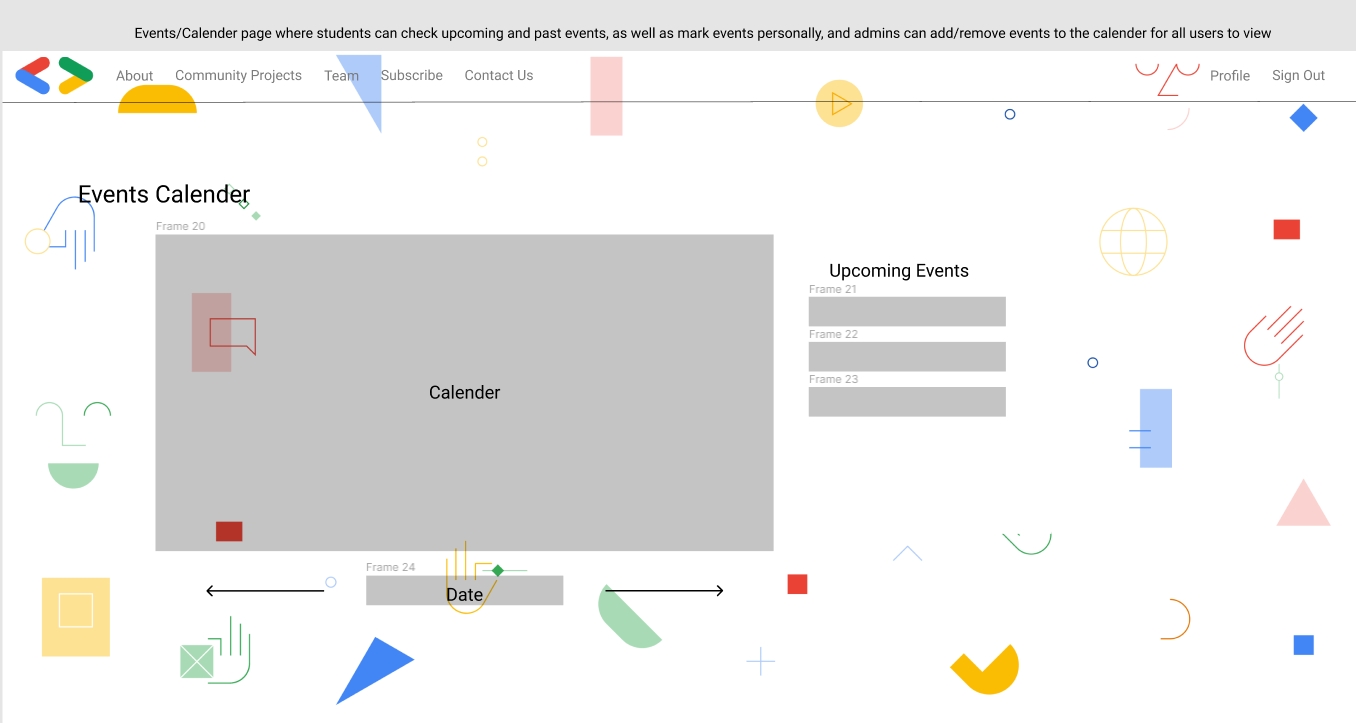 Events/Calender page where students can check upcoming and past events, as well as mark events personally, and admins can add/remove events to the calender for all users to view
About Community Projects Team Subscribe Contact Us Profile Sign Out
Events Calender
Frame 20
Upcoming Events
Frame 21
Frame 22
Frame 23
Calender
Frame 24
Date